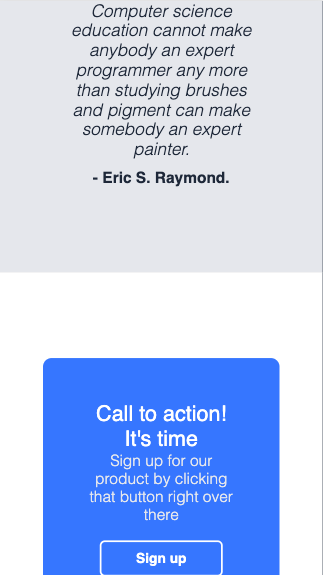 Computer science
education cannot make
anybody an expert
programmer any more
than studying brushes
and pigment can make
somebody an expert
painter.
- Eric S. Raymond.
Call to action!
It's time
Sign up for our
product by clicking
that button right over
there
Sign up